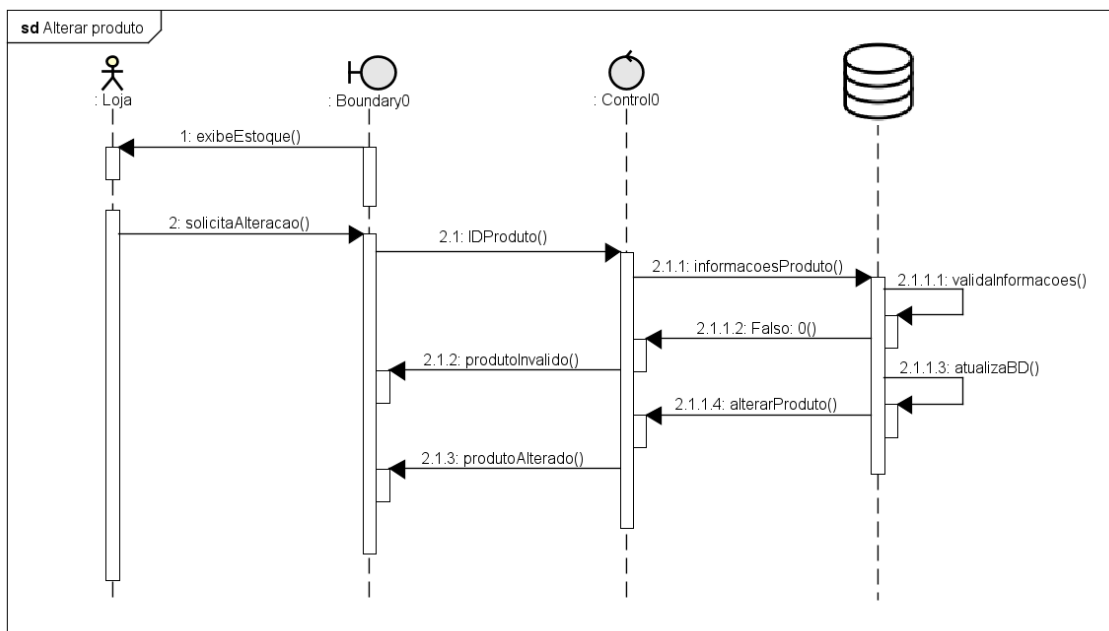 sd Alterar produto
: Loja
: Boundary0
: Control0
1: exibeEstoque()
2: solicitaAlteracao()
2.1: IDProduto()
2.1.1: informacoesProduto()
2.1.1.1: validaInformacoes()
2.1.1.2: Falso: 0()
2.1.2: produtoInvalido()
2.1.1.3: atualizaBD()
2.1.1.4: alterarProduto()
2.1.3: produtoAlterado()